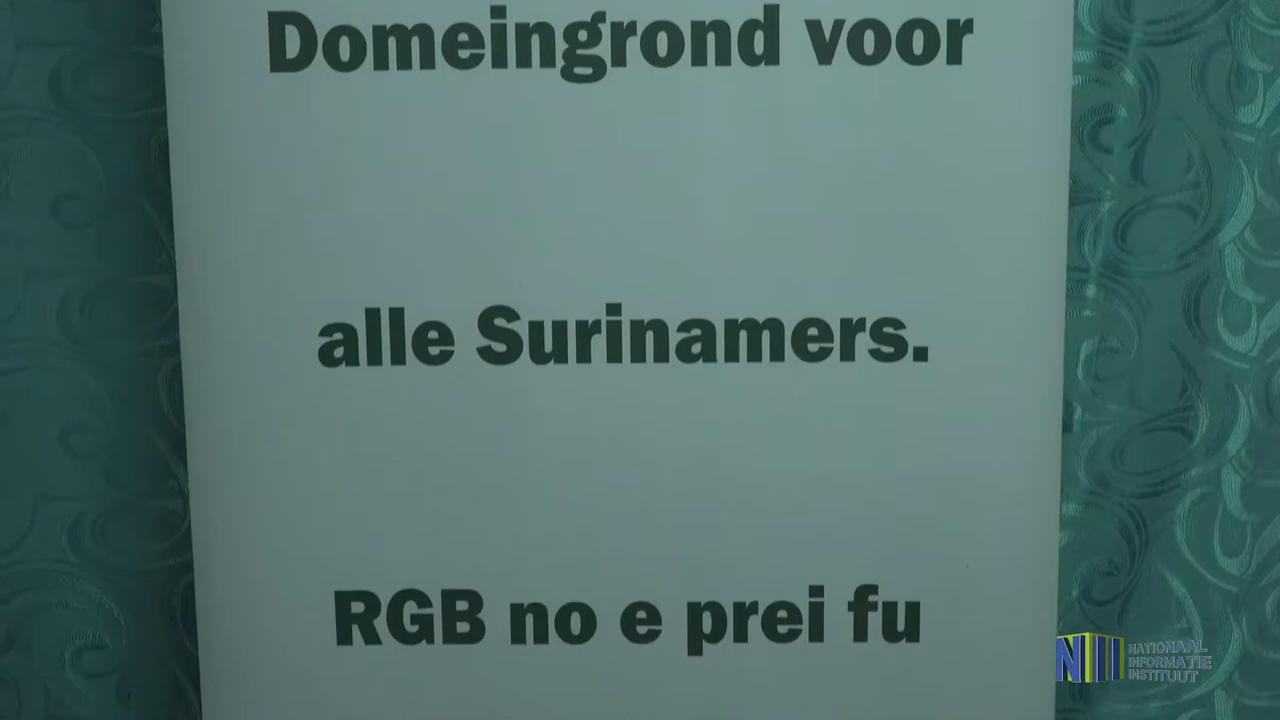 Domeingrond voor
alle Surinamers.
RGB no e prei fu
NII
NATIONAAL
INFORMATIE
INSTITUUT